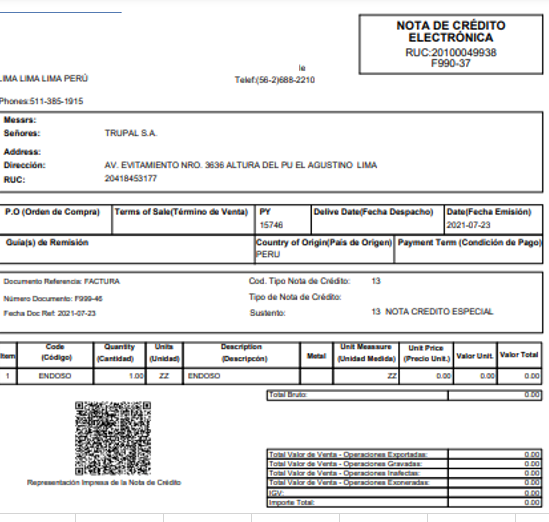 NOTA DE CRÉDITO
ELECTRÓNICA
RUC:20100049938
F990-37
le
LIMA LIMA LIMA PERÚ
Telef:(56-2)688-2210
Phones:511-385-1915
Messrs:
Señores: TRUPAL S.A.
Address:
Dirección: AV. EVITAMIENTO NRO. 3636 ALTURA DEL PU EL AGUSTINO LIMA
RUC: 20418453177
P.O (Orden de Compra) Terms of Sale(Término de Venta) PY Delive Date(Fecha Despacho) Date(Fecha Emisión)
15746 2021-07-23
Guía(s) de Remisión Country of Origin(País de Origen) Payment Term (Condición de Pago)
PERU
Documento Referencia: FACTURA Cod. Tipo Nota de Crédito: 13
Número Documento: F999-46 Tipo de Nota de Crédito:
Fecha Doc Ref: 2021-07-23 Sustento: 13 NOTA CREDITO ESPECIAL
Item Code (Código) Quantity (Cantidad) Units (Unidad) Description (Descripcón) Metal Unit Measure (Unidad Medida) Unit Price (Precio Unit.) Valor Unit. Valor Total
1 ENDOSO 1.00 ZZ ENDOSO ZZ 0.00 0.00 0.00
Total Bruto: 0.00
Total Valor de Venta - Operaciones Exportadas: 0.00
Total Valor de Venta - Operaciones Gravadas: 0.00
Total Valor de Venta - Operaciones Inafectas: 0.00
Total Valor de Venta - Operaciones Exoneradas: 0.00
IGV: 0.00
Importe Total: 0.00
Representación Impresa de la Nota de Crédito